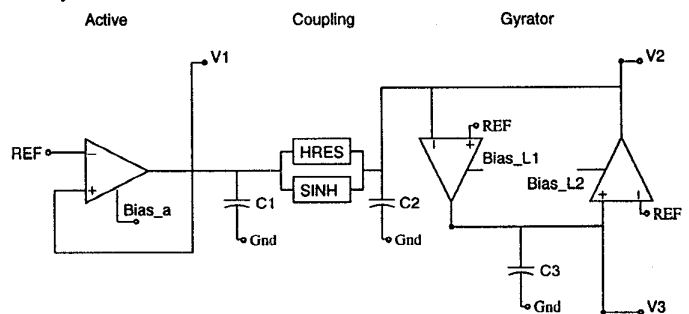 Active Coupling Gyrator
V1 V2
REF − + Bias_a
HRES
SINH
C1 Gnd
C2 Gnd
− + REF
Bias_L1
Bias_L2
+ − REF
C3 Gnd
V3